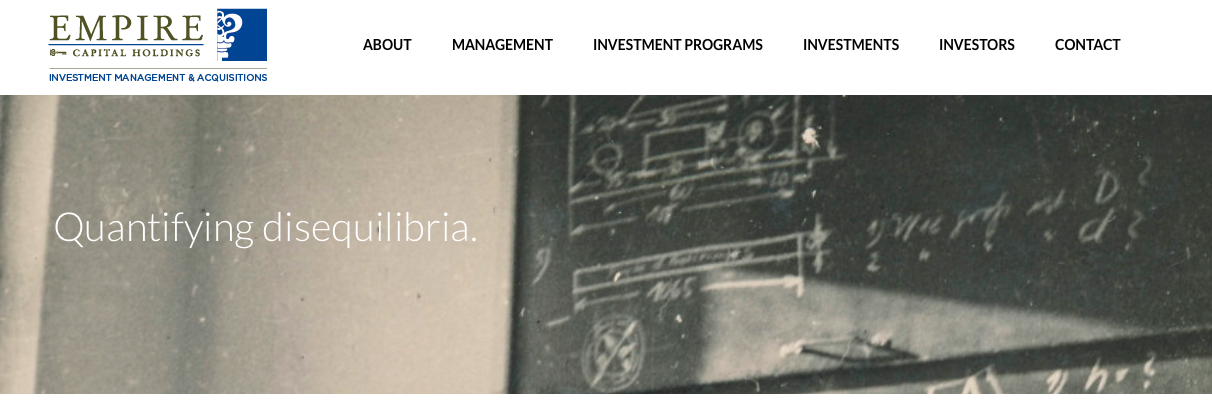 EMPIRE
CAPITAL HOLDINGS
INVESTMENT MANAGEMENT & ACQUISITIONS
ABOUT MANAGEMENT INVESTMENT PROGRAMS INVESTMENTS INVESTORS CONTACT
Quantifying disequilibria.